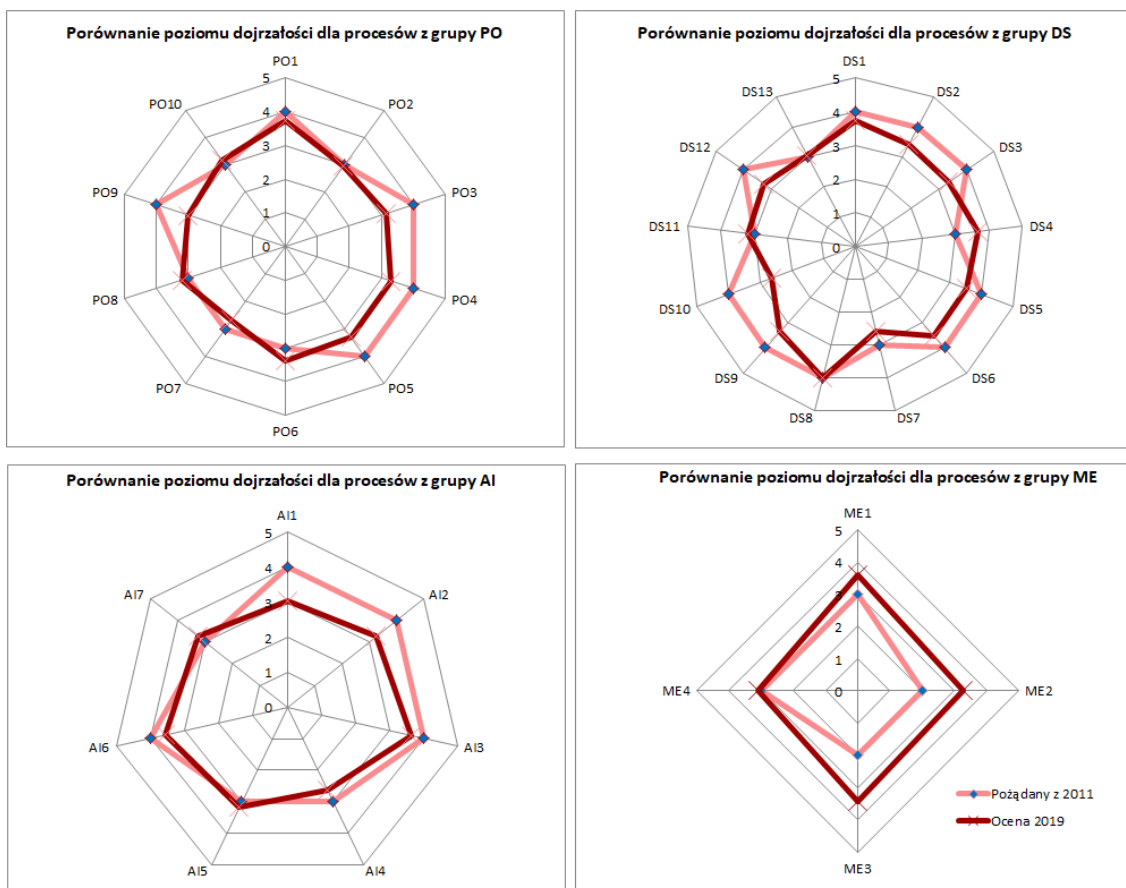 Porównanie poziomu dojrzałości dla procesów z grupy PO
PO1
PO2
PO3
PO4
PO5
PO6
PO7
PO8
PO9
PO10
5
4
3
2
1
0
Porównanie poziomu dojrzałości dla procesów z grupy DS
DS1
DS2
DS3
DS4
DS5
DS6
DS7
DS8
DS9
DS10
DS11
DS12
DS13
5
4
3
2
1
0
Porównanie poziomu dojrzałości dla procesów z grupy AI
AI1
AI2
AI3
AI4
AI5
AI6
AI7
5
4
3
2
1
0
Porównanie poziomu dojrzałości dla procesów z grupy ME
ME1
ME2
ME3
ME4
5
4
3
2
1
0
Pożądany z 2011
Ocena 2019